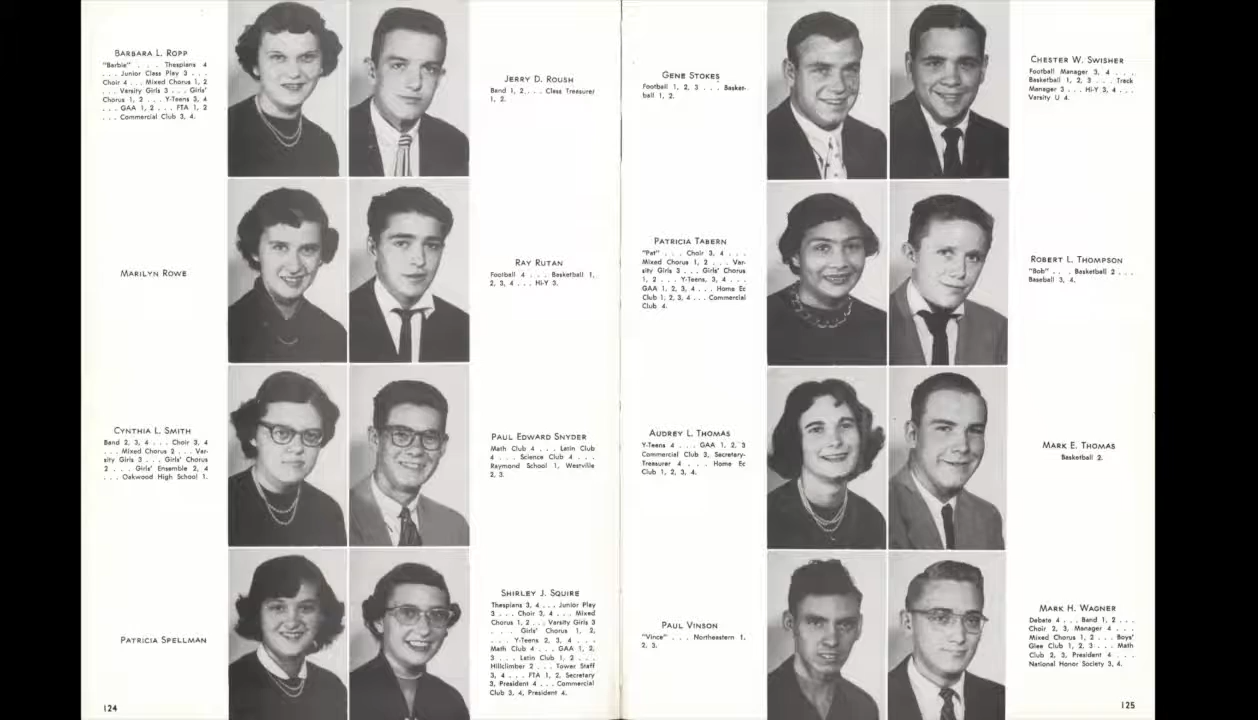 BARBARA L. ROPP
"Barbie" . . . Thespians 4
. . . Junior Class Play 3 . . .
Choir 4 . . . Mixed Chorus 1, 2
. . . Varsity Girls 3 . . . Girls'
Chorus 1, 2 . . . Y-Teens 3, 4
. . . GAA 1, 2 . . . FTA 1, 2
. . . Commercial Club 3, 4.
JERRY D. ROUSH
Band 1, 2 . . . Class Treasurer
1, 2.
MARILYN ROWE
RAY RUTAN
Football 4 . . . Basketball 1,
2, 3, 4 . . . Hi-Y 3.
CYNTHIA L. SMITH
Band 2, 3, 4 . . . Choir 3, 4
. . . Mixed Chorus 2 . . . Var-
sity Girls 3 . . . Girls' Chorus
2 . . . Girls' Ensemble 2, 4
. . . Oakwood High School 1.
PAUL EDWARD SNYDER
Math Club 4 . . . Latin Club
4 . . . Science Club 4 . . .
Raymond School 1, Westville
2, 3.
PATRICIA SPELLMAN
SHIRLEY J. SQUIRE
Thespians 3, 4 . . . Junior Play
3 . . . Choir 3, 4 . . . Mixed
Chorus 1, 2 . . . Varsity Girls 3
. . . Girls' Chorus 1, 2,
. . . Y-Teens 2, 3, 4 . . .
Math Club 4 . . . GAA 1, 2,
3 . . . Latin Club 1, 2 . . .
Hillclimber 2 . . . Tower Staff
3, 4 . . . FTA 1, 2, Secretary
3, President 4 . . . Commercial
Club 3, 4, President 4.
124
GENE STOKES
Football 1, 2, 3 . . . Basket-
ball 1, 2.
CHESTER W. SWISHER
Football Manager 3, 4 . . .
Basketball 1, 2, 3 . . . Track
Manager 3 . . . Hi-Y 3, 4 . . .
Varsity U 4.
PATRICIA TABERN
"Pat" . . . Choir 3, 4 . . .
Mixed Chorus 1, 2 . . . Var-
sity Girls 3 . . . Girls' Chorus
1, 2 . . . Y-Teens, 3, 4 . . .
GAA 1, 2, 3, 4 . . . Home Ec
Club 1, 2, 3, 4 . . . Commercial
Club 4.
ROBERT L. THOMPSON
"Bob" . . . Basketball 2 . . .
Baseball 3, 4.
AUDREY L. THOMAS
Y-Teens 4 . . . GAA 1, 2, 3
Commercial Club 3, Secretary-
Treasurer 4 . . . Home Ec
Club 1, 2, 3, 4.
MARK E. THOMAS
Basketball 2.
PAUL VINSON
"Vince" . . . Northeastern 1,
2, 3.
MARK H. WAGNER
Debate 4 . . . Band 1, 2 . . .
Choir 2, 3, Manager 4 . . .
Mixed Chorus 1, 2 . . . Boys'
Glee Club 1, 2, 3 . . . Math
Club 2, 3, President 4 . . .
National Honor Society 3, 4.
125